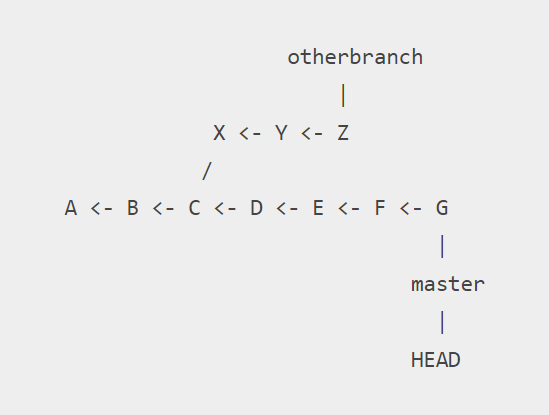 otherbranch
|
X <- Y <- Z
/
A <- B <- C <- D <- E <- F <- G
|
master
|
HEAD